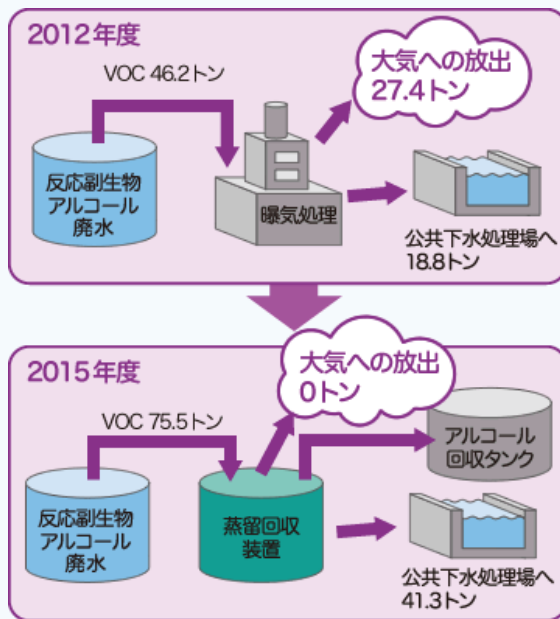 2012年度
VOC 46.2トン
大気への放出
27.4トン
反応副生物
アルコール
廃水
曝気処理
公共下水処理場へ
18.8トン
2015年度
大気への放出
0トン
VOC 75.5トン
アルコール
回収タンク
反応副生物
アルコール
廃水
蒸留回収
装置
公共下水処理場へ
41.3トン